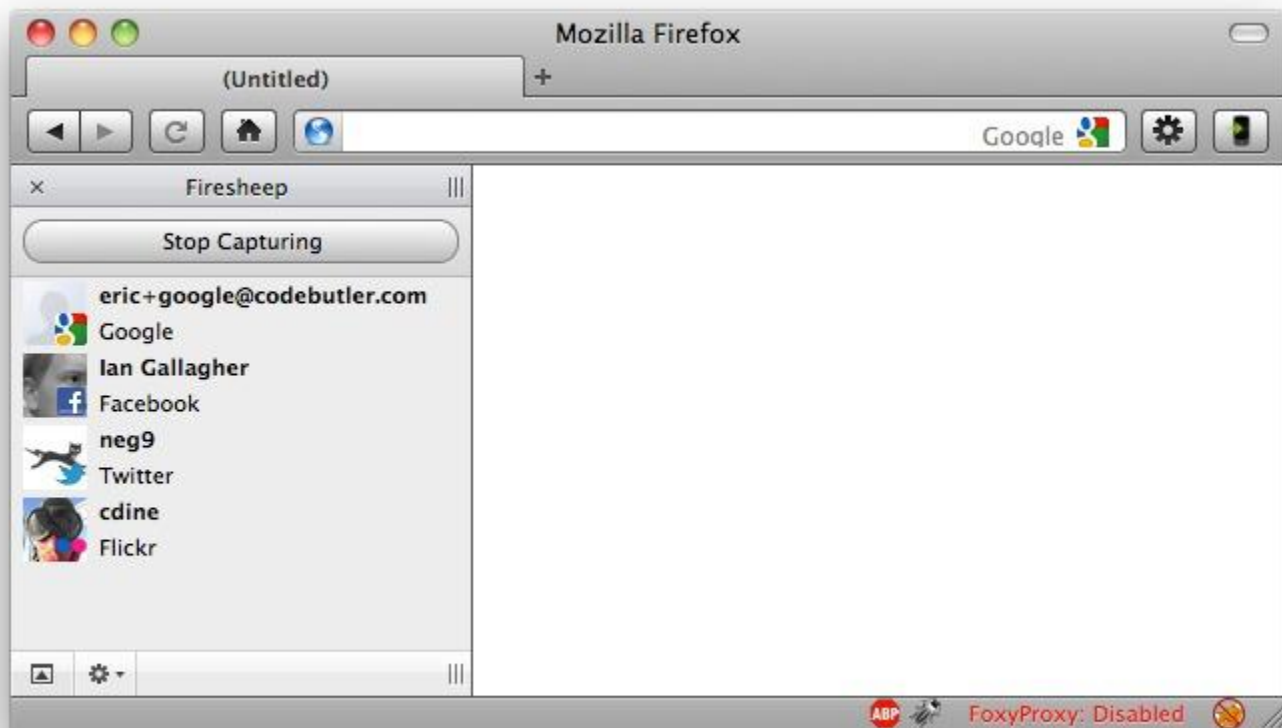 Mozilla Firefox
(Untitled)
Google
Firesheep
Stop Capturing
eric+google@codebutler.com
Google
Ian Gallagher
f
Facebook
neg9
Twitter
cdine
Flickr
ABP
FoxyProxy: Disabled